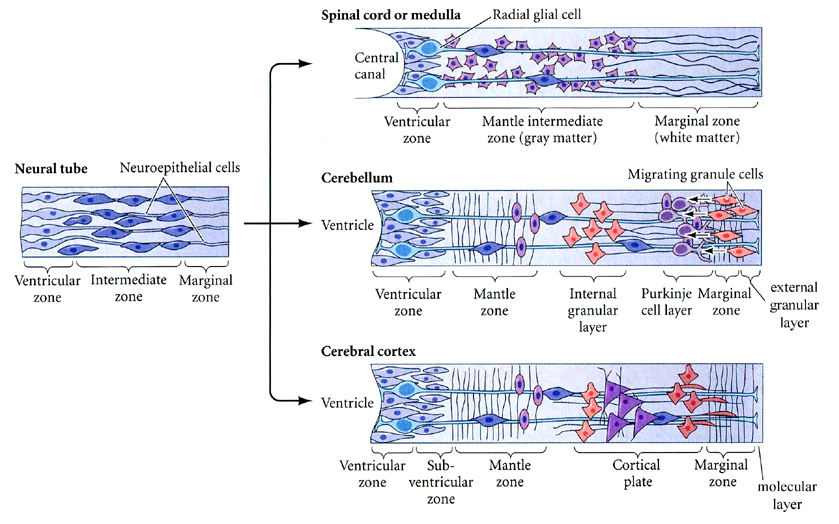 Spinal cord or medulla
Radial glial cell
Central
canal
Ventricular
zone
Mantle intermediate
zone (gray matter)
Marginal zone
(white matter)
Neural tube
Neuroepithelial cells
Ventricular
zone
Intermediate
zone
Marginal
zone
Cerebellum
Migrating granule cells
Ventricle
Ventricular
zone
Mantle
zone
Internal
granular
layer
Purkinje
cell layer
Marginal
zone
external
granular
layer
Cerebral cortex
Ventricle
Ventricular
zone
Sub-
ventricular
zone
Mantle
zone
Cortical
plate
Marginal
zone
molecular
layer